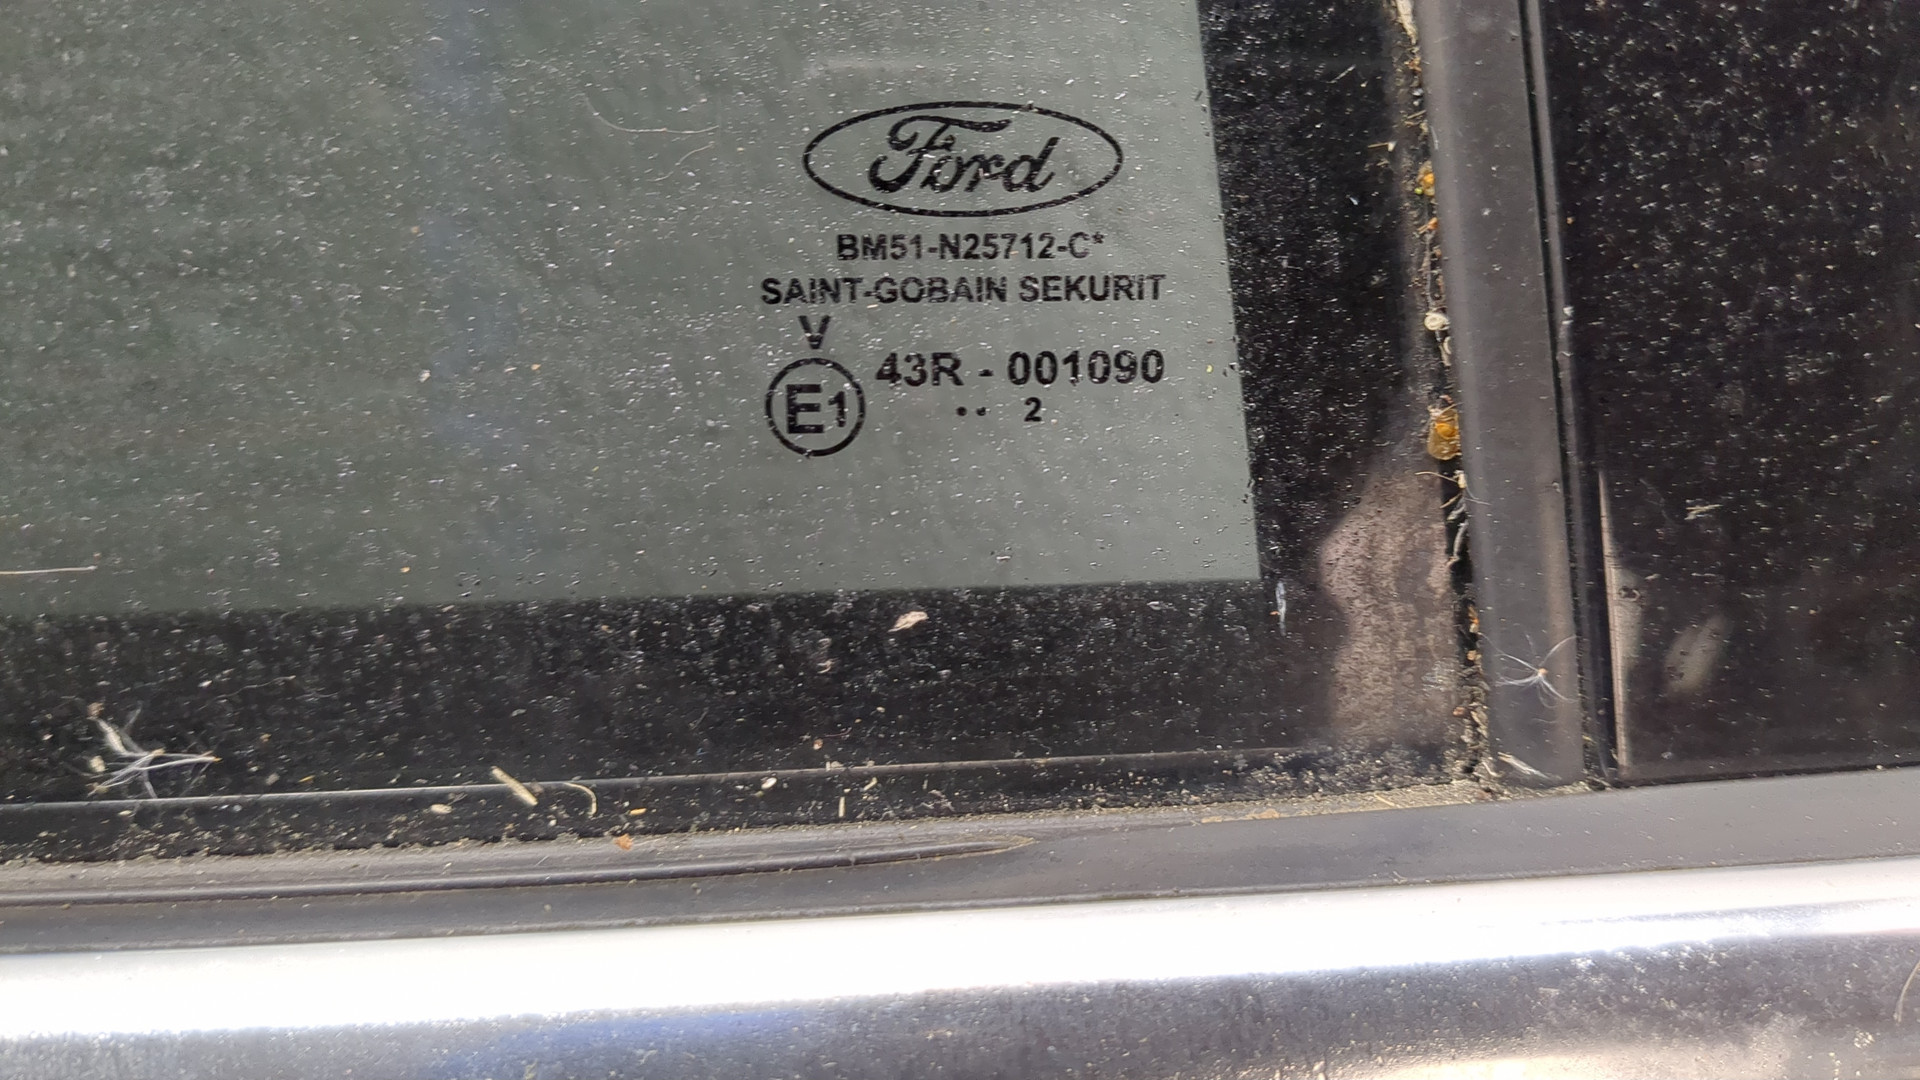 Ford
BM51-N25712-C*
SAINT-GOBAIN SEKURIT
V
E1 43R - 001090
.. 2